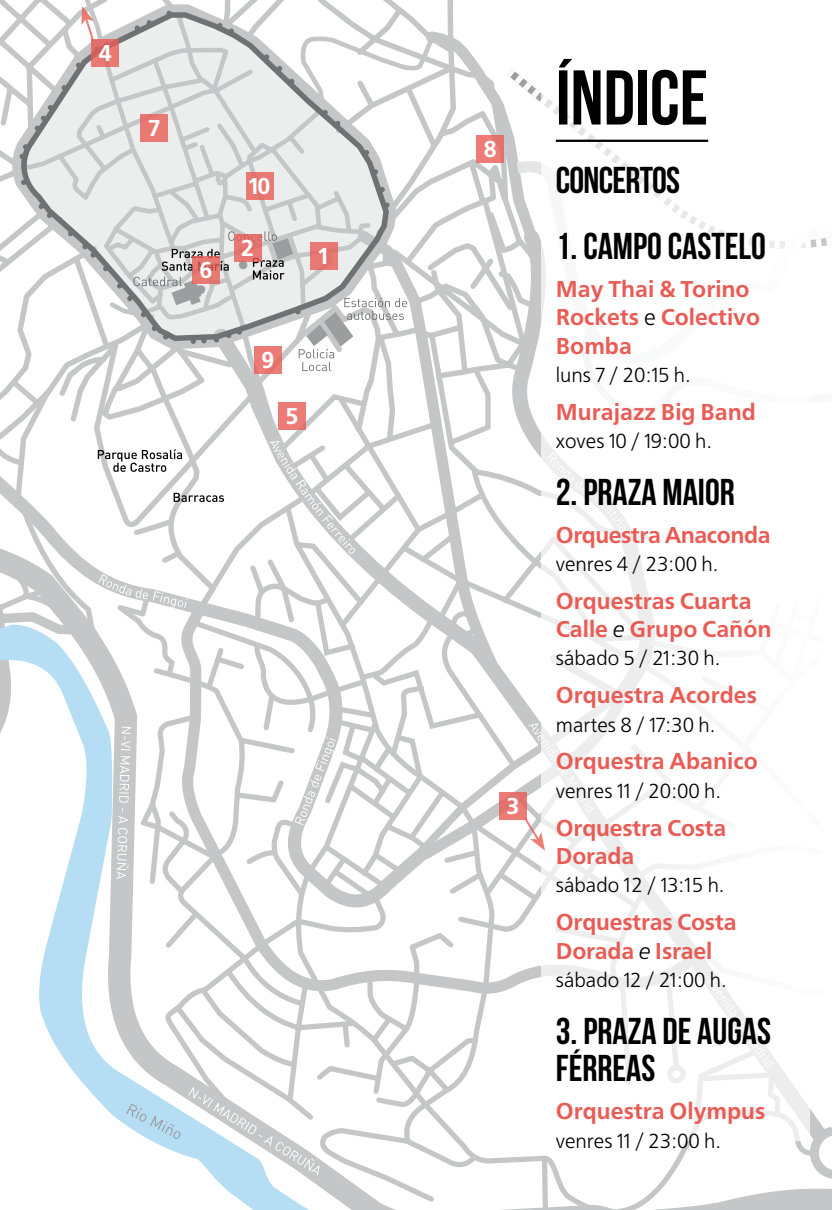 4
7
8
10
Concello
2
1
Praza de
Santa María
6
Praza
Maior
Catedral
Estación de
autobuses
Policía
Local
9
5
Avenida Ramón Ferreiro
Parque Rosalía
de Castro
Barracas
Ronda de Fingoi
N-VI MADRID - A CORUÑA
Ronda de Fingoi
3
Río Miño
N-VI MADRID - A CORUÑA
ÍNDICE
CONCERTOS
1. CAMPO CASTELO
May Thai & Torino
Rockets e Colectivo
Bomba
luns 7 / 20:15 h.
Murajazz Big Band
xoves 10 / 19:00 h.
2. PRAZA MAIOR
Orquestra Anaconda
venres 4 / 23:00 h.
Orquestras Cuarta
Calle e Grupo Cañón
sábado 5 / 21:30 h.
Orquestra Acordes
martes 8 / 17:30 h.
Orquestra Abanico
venres 11 / 20:00 h.
Orquestra Costa
Dorada
sábado 12 / 13:15 h.
Orquestras Costa
Dorada e Israel
sábado 12 / 21:00 h.
3. PRAZA DE AUGAS
FÉRREAS
Orquestra Olympus
venres 11 / 23:00 h.